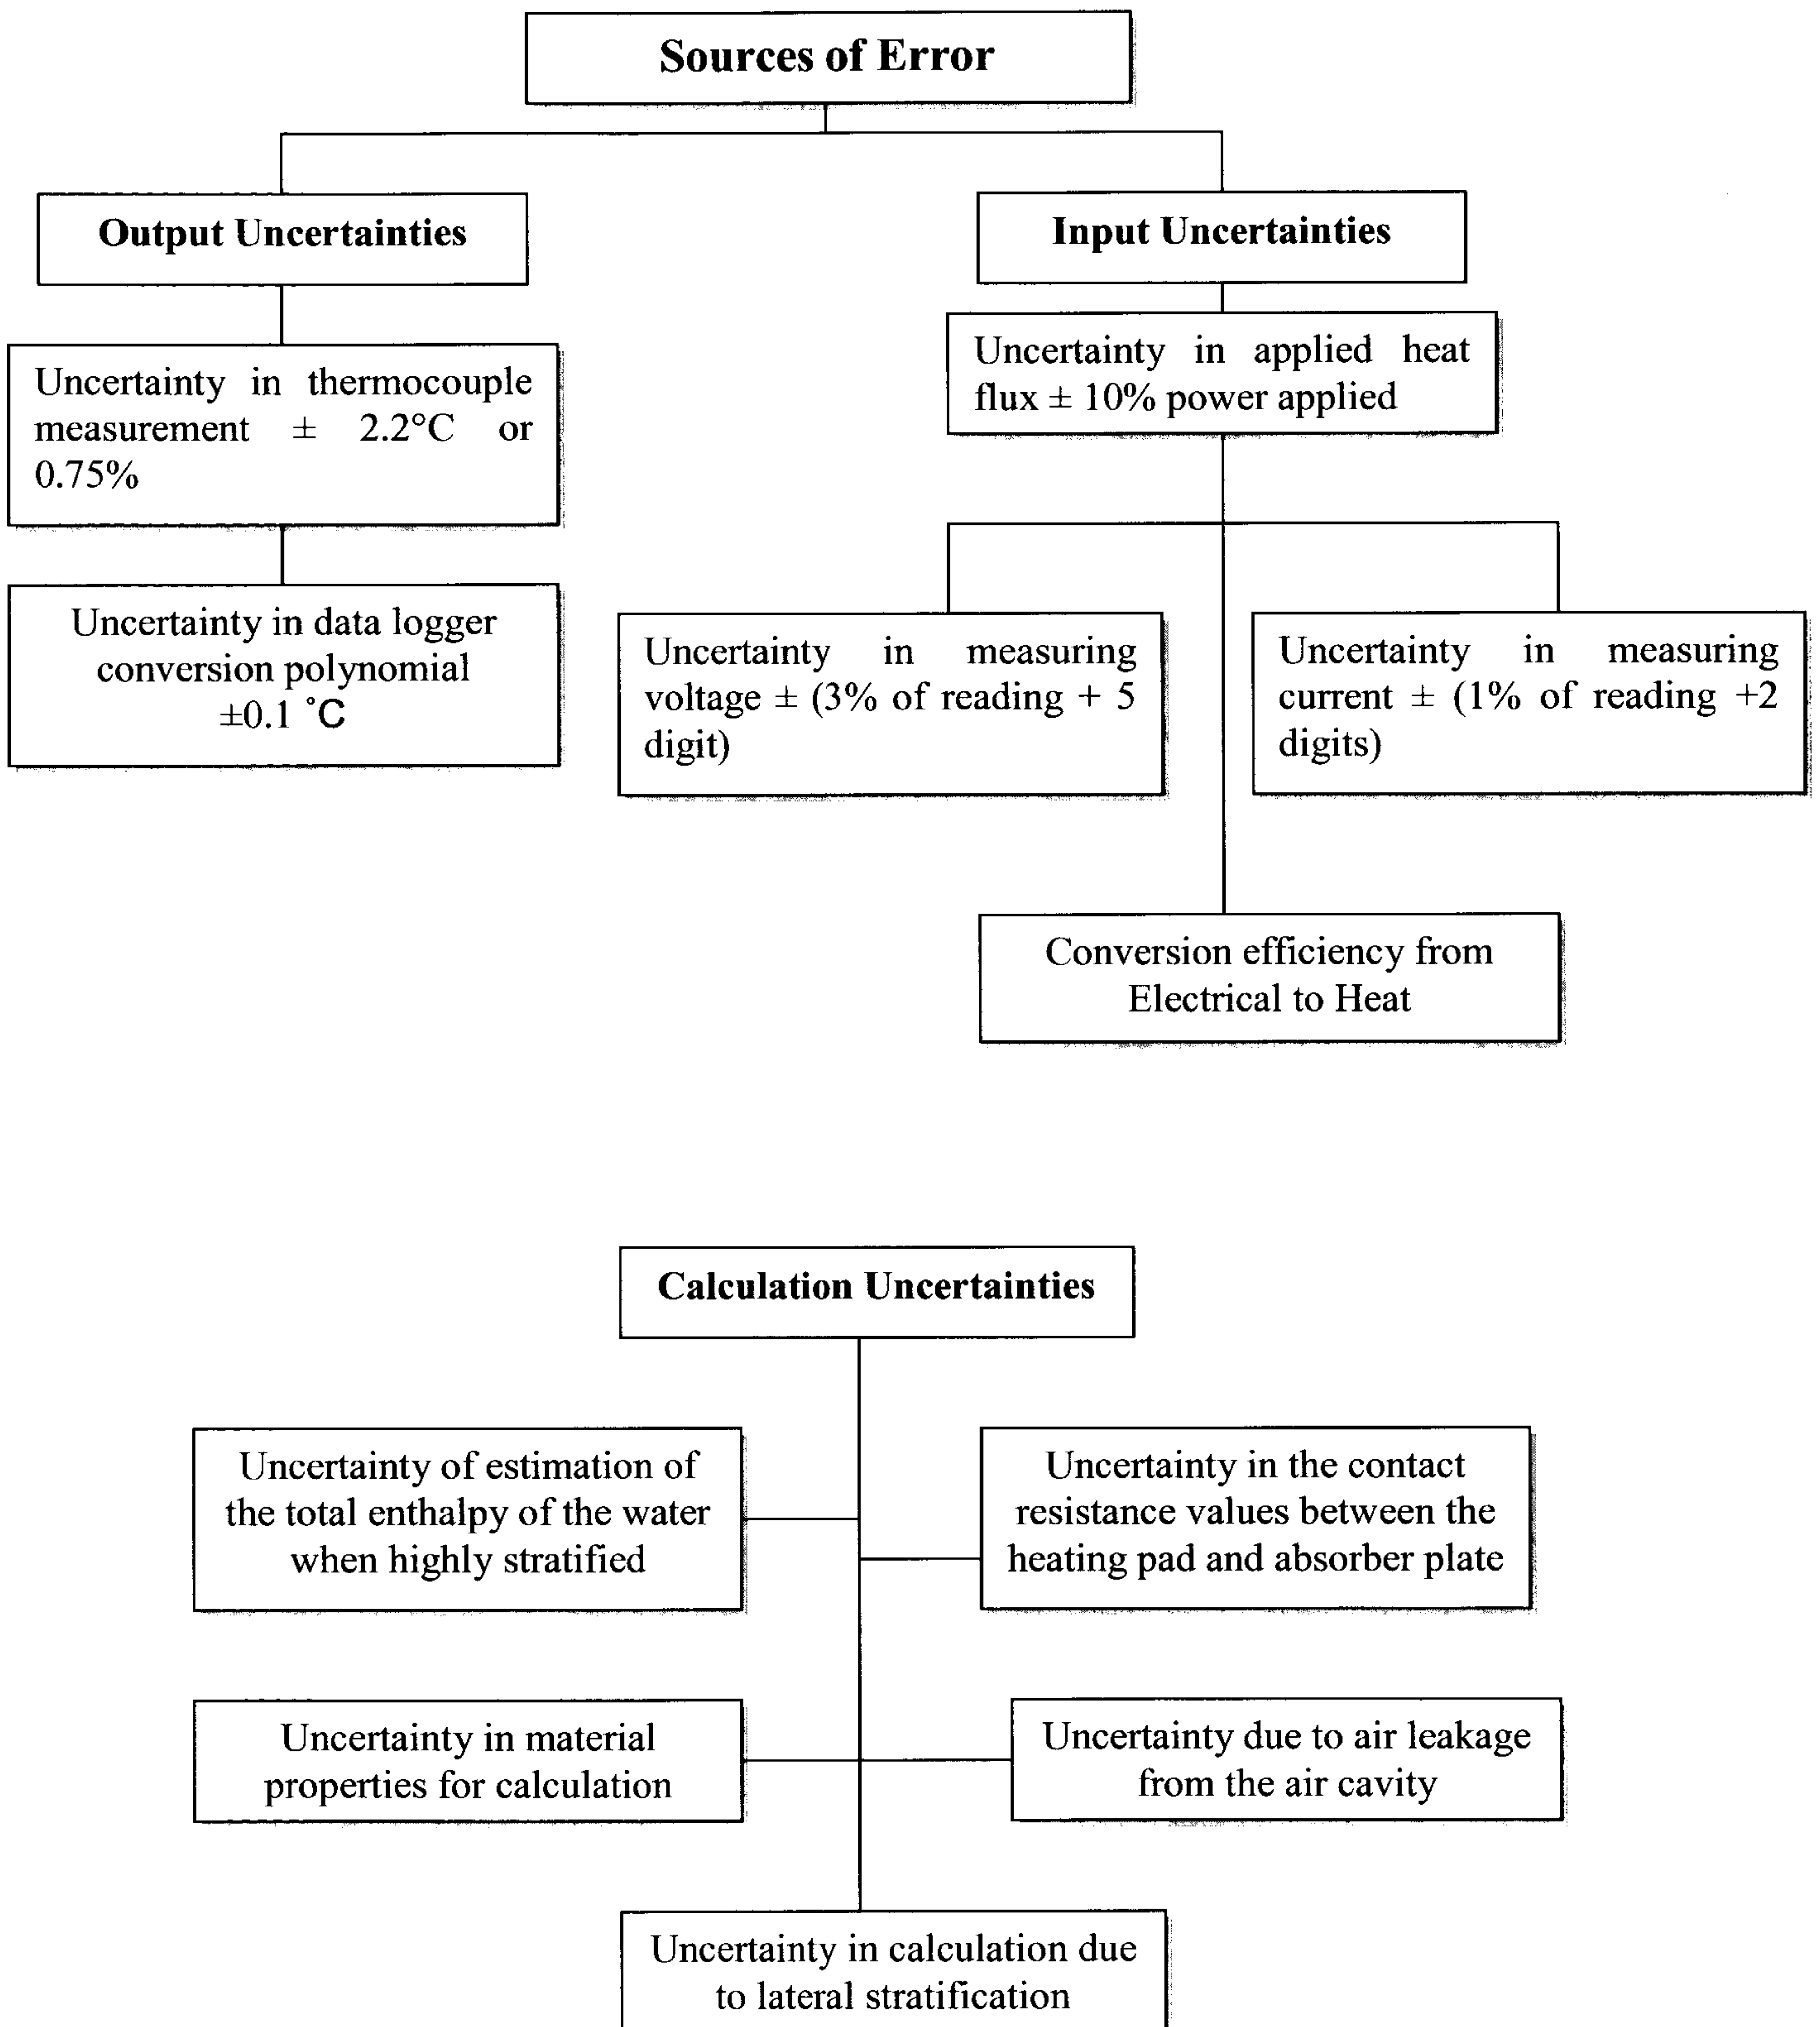 Sources of Error
Output Uncertainties
Input Uncertainties
Uncertainty in thermocouple
measurement ± 2.2°C or
0.75%
Uncertainty in applied heat
flux ± 10% power applied
Uncertainty in data logger
conversion polynomial
±0.1 °C
Uncertainty in measuring
voltage ± (3% of reading + 5
digit)
Uncertainty in measuring
current ± (1% of reading +2
digits)
Conversion efficiency from
Electrical to Heat
Calculation Uncertainties
Uncertainty of estimation of
the total enthalpy of the water
when highly stratified
Uncertainty in the contact
resistance values between the
heating pad and absorber plate
Uncertainty in material
properties for calculation
Uncertainty due to air leakage
from the air cavity
Uncertainty in calculation due
to lateral stratification